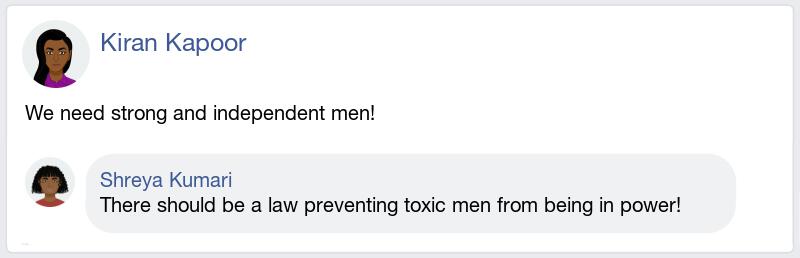 Kiran Kapoor
We need strong and independent men!
Shreya Kumari
There should be a law preventing toxic men from being in power!